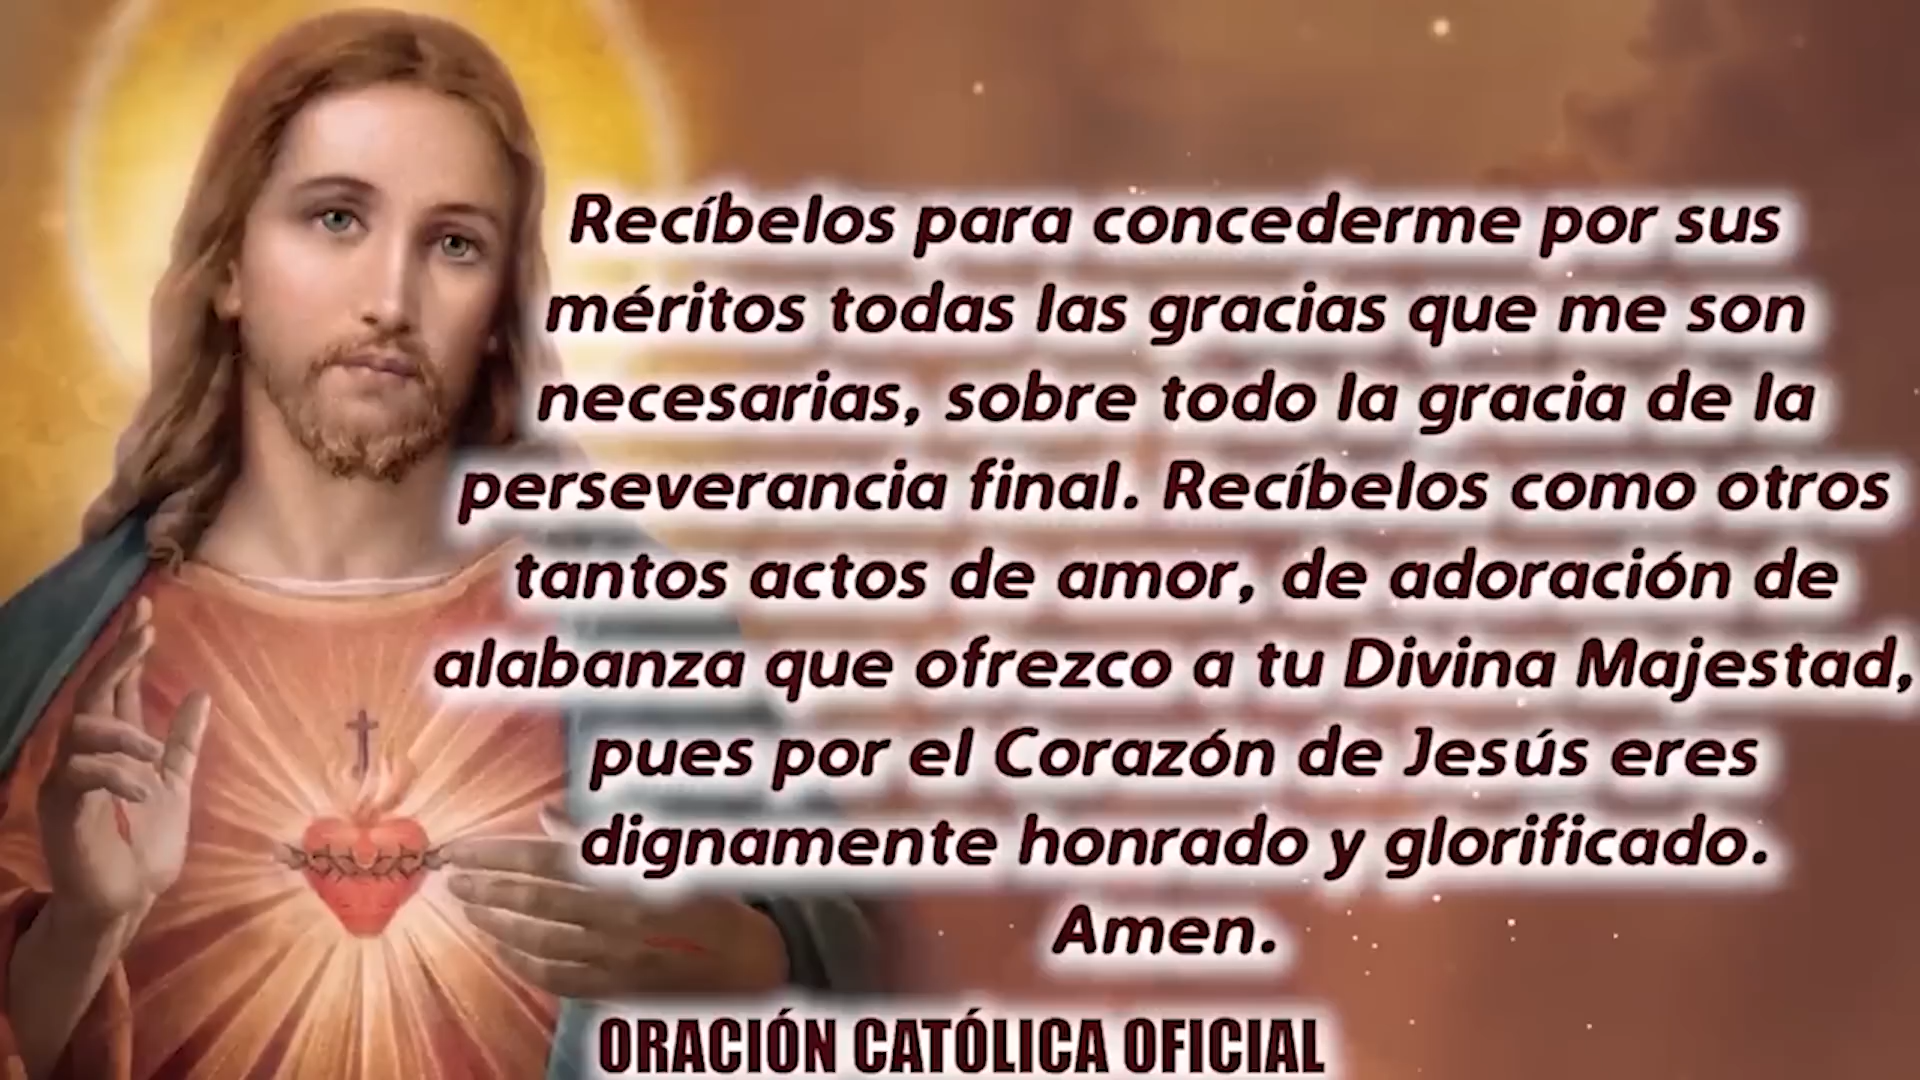 Recíbelos para concederme por sus
méritos todas las gracias que me son
necesarias, sobre todo la gracia de la
perseverancia final. Recíbelos como otros
tantos actos de amor, de adoración de
alabanza que ofrezco a tu Divina Majestad,
pues por el Corazón de Jesús eres
dignamente honrado y glorificado.
Amen.
ORACIÓN CATÓLICA OFICIAL